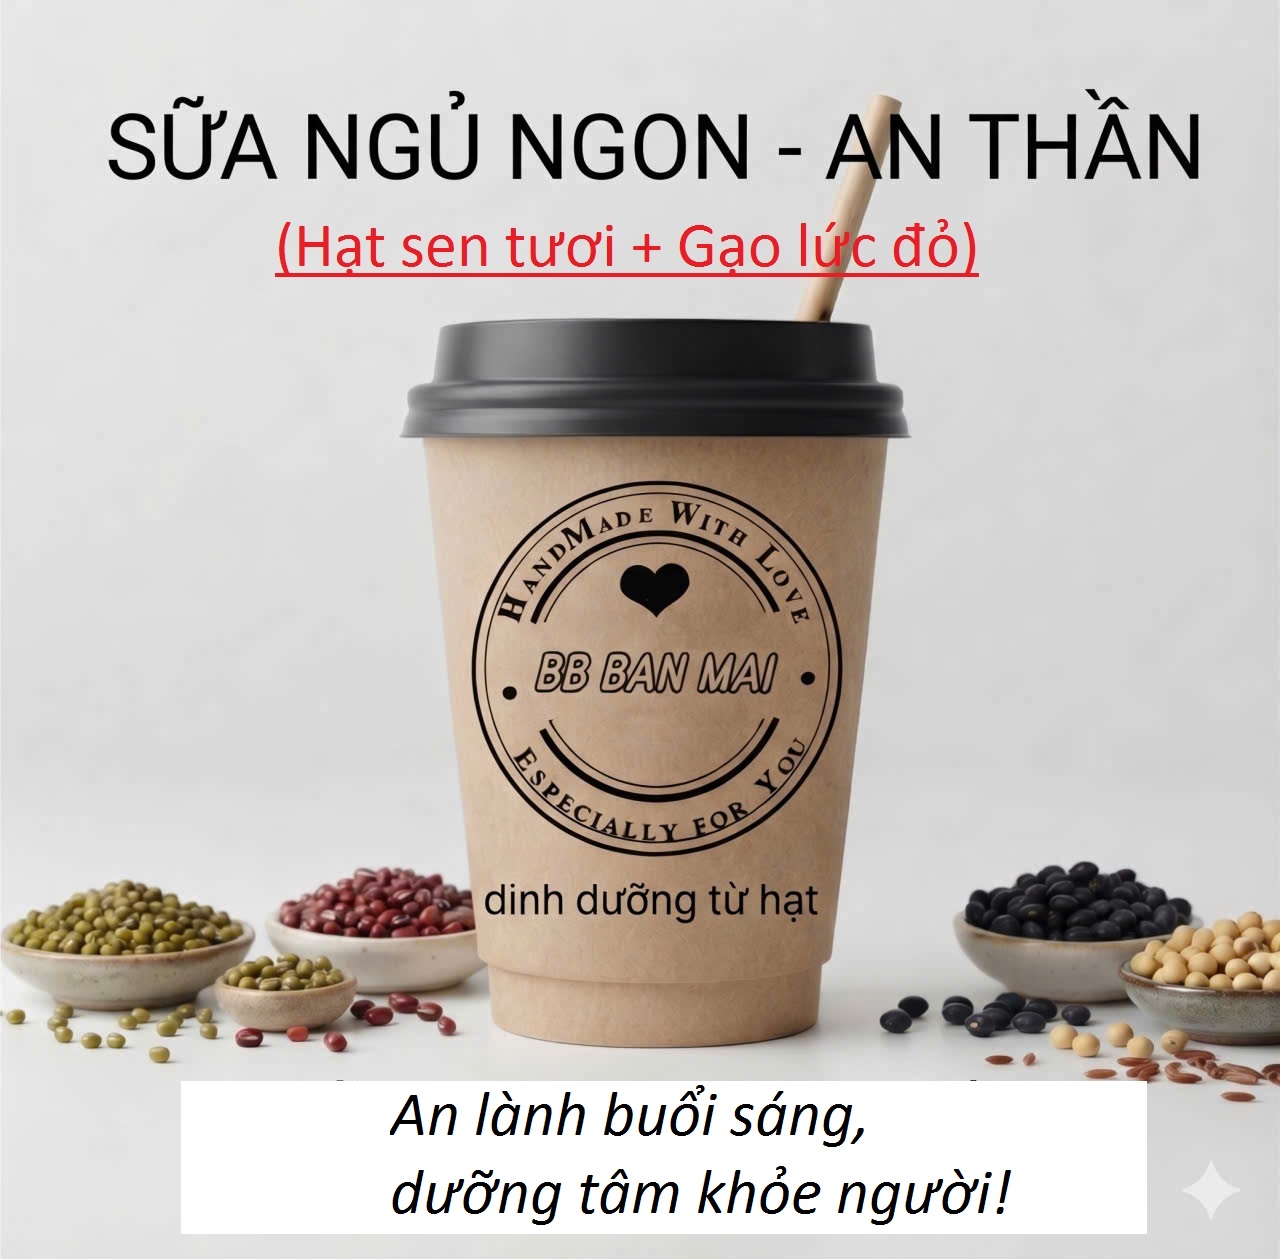 SỮA NGỦ NGON - AN THẦN
(Hạt sen tươi + Gạo lức đỏ)
HANDMADE WITH LOVE
BB BAN MAI
ESPECIALLY FOR YOU
dinh dưỡng từ hạt
An lành buổi sáng,
dưỡng tâm khỏe người!